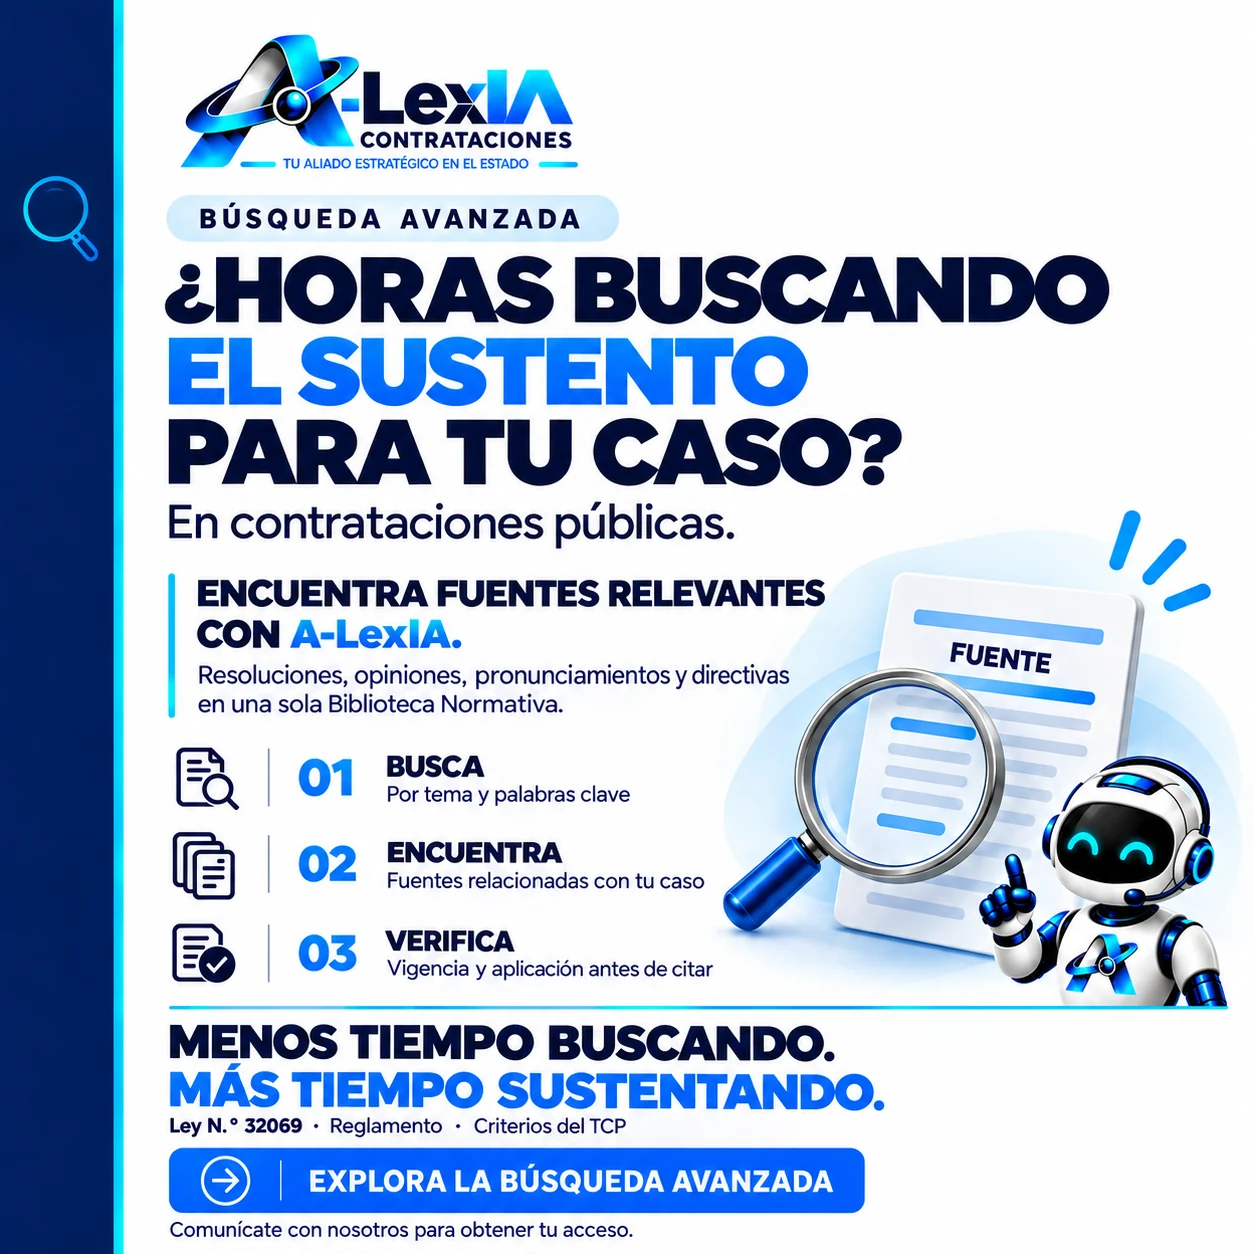 A-LexIA
CONTRATACIONES
TU ALIADO ESTRATÉGICO EN EL ESTADO
BÚSQUEDA AVANZADA
¿HORAS BUSCANDO
EL SUSTENTO
PARA TU CASO?
En contrataciones públicas.
ENCUENTRA FUENTES RELEVANTES
CON A-LexIA.
Resoluciones, opiniones, pronunciamientos y directivas
en una sola Biblioteca Normativa.
FUENTE
01 BUSCA
Por tema y palabras clave
02 ENCUENTRA
Fuentes relacionadas con tu caso
03 VERIFICA
Vigencia y aplicación antes de citar
A
MENOS TIEMPO BUSCANDO.
MÁS TIEMPO SUSTENTANDO.
Ley N.° 32069 · Reglamento · Criterios del TCP
EXPLORA LA BÚSQUEDA AVANZADA
Comunícate con nosotros para obtener tu acceso.